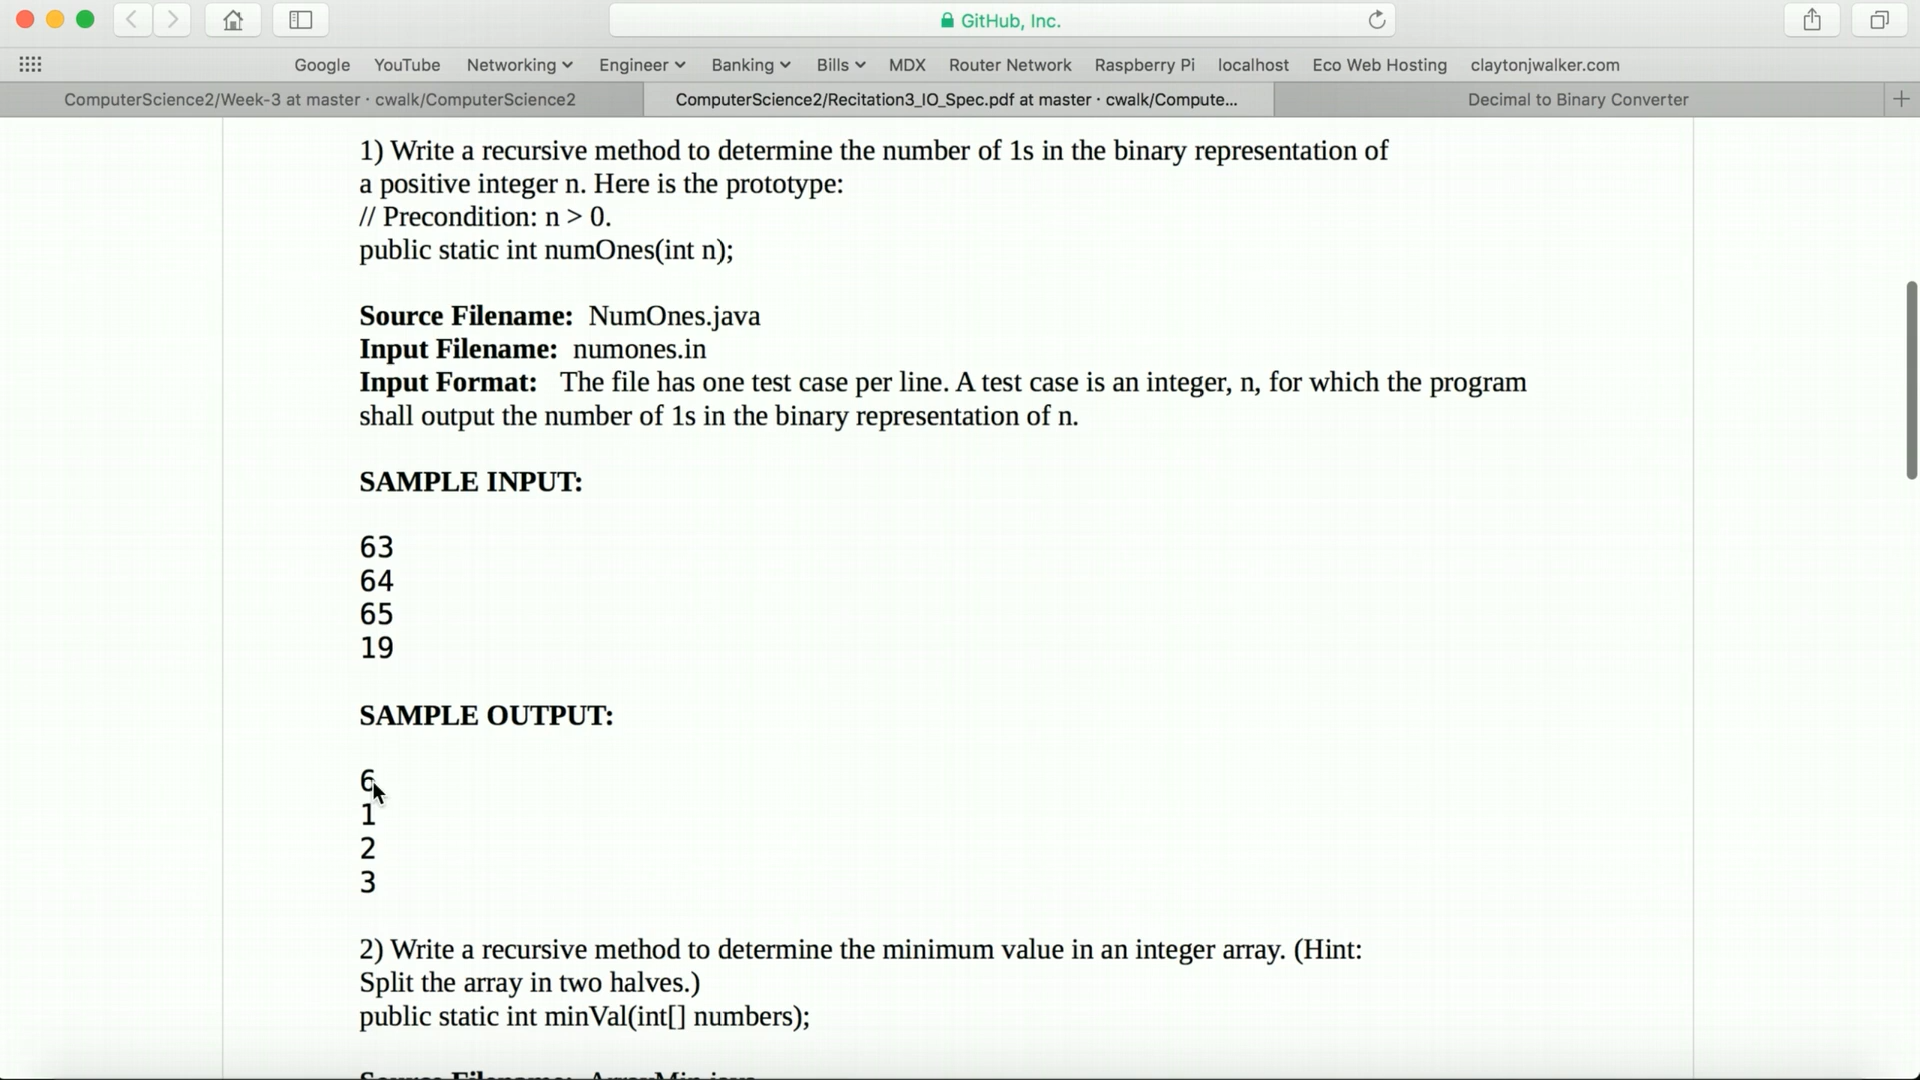 GitHub, Inc.
Google YouTube Networking Engineer Banking Bills MDX Router Network Raspberry Pi localhost Eco Web Hosting claytonjwalker.com
ComputerScience2/Week-3 at master · cwalk/ComputerScience2 ComputerScience2/Recitation3_IO_Spec.pdf at master · cwalk/Compute... Decimal to Binary Converter
1) Write a recursive method to determine the number of 1s in the binary representation of
a positive integer n. Here is the prototype:
// Precondition: n > 0.
public static int numOnes(int n);
Source Filename: NumOnes.java
Input Filename: numones.in
Input Format: The file has one test case per line. A test case is an integer, n, for which the program
shall output the number of 1s in the binary representation of n.
SAMPLE INPUT:
63
64
65
19
SAMPLE OUTPUT:
6
1
2
3
2) Write a recursive method to determine the minimum value in an integer array. (Hint:
Split the array in two halves.)
public static int minVal(int[] numbers);
Source Filename: ArrayMin.java